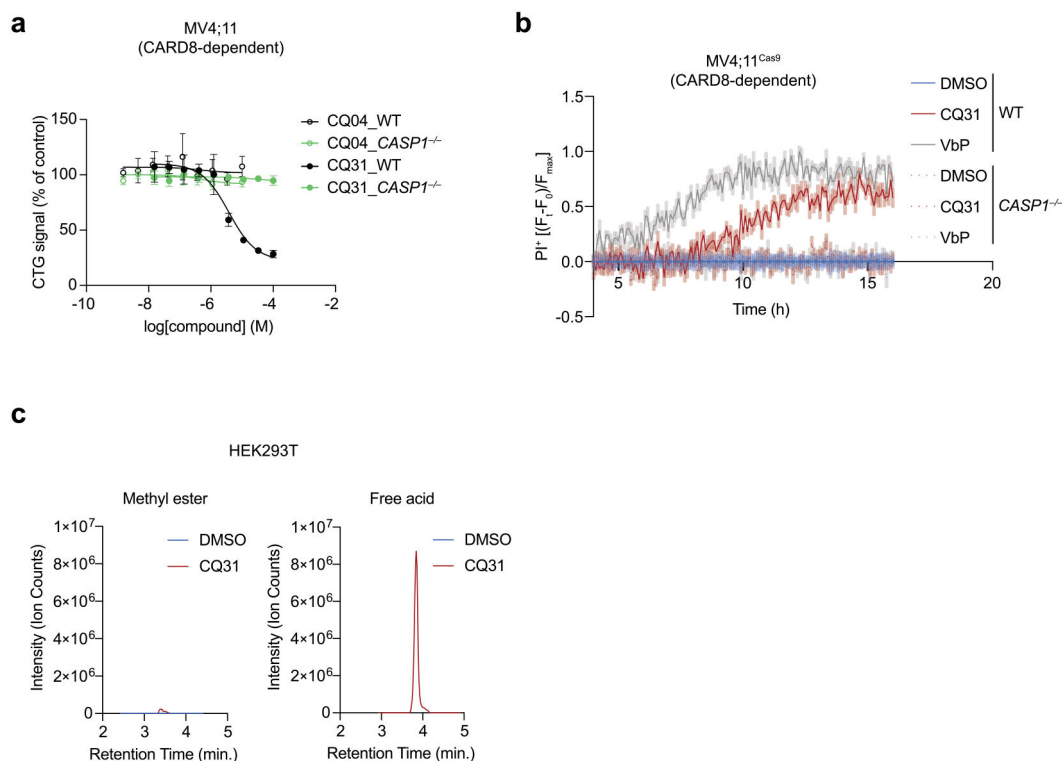 a
MV4;11
(CARD8-dependent)
CTG signal (% of control)
150
100
50
0
-10
-8
-6
-4
-2
log[compound] (M)
CQ04_WT
CQ04_CASP1⁻/⁻
CQ31_WT
CQ31_CASP1⁻/⁻
b
MV4;11Cas9
(CARD8-dependent)
PI⁺ [(Ft-F0)/Fmax]
1.5
1.0
0.5
0.0
-0.5
5
10
15
20
Time (h)
DMSO
CQ31
VbP
WT
DMSO
CQ31
VbP
CASP1⁻/⁻
c
HEK293T
Methyl ester
Intensity (Ion Counts)
1×10⁷
8×10⁶
6×10⁶
4×10⁶
2×10⁶
0
2
3
4
5
Retention Time (min.)
DMSO
CQ31
Free acid
Intensity (Ion Counts)
1×10⁷
8×10⁶
6×10⁶
4×10⁶
2×10⁶
0
2
3
4
5
Retention Time (min.)
DMSO
CQ31